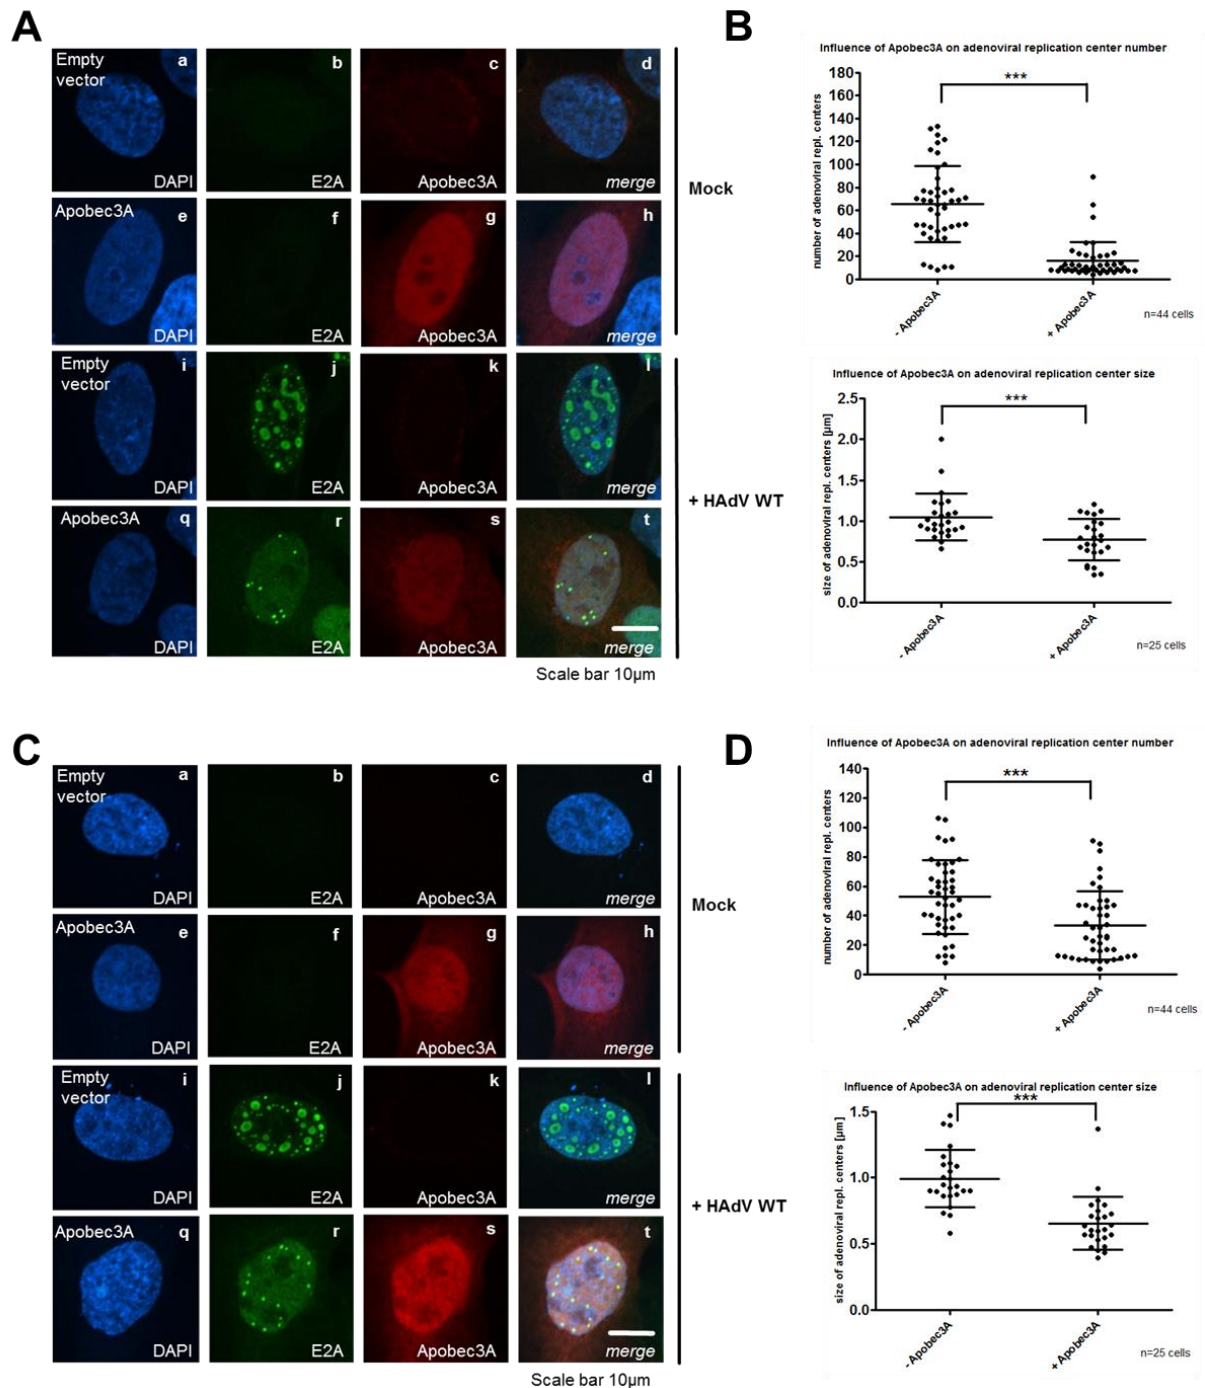 A
Empty vector
a
b
c
d
DAPI
E2A
Apobec3A
merge
Apobec3A
e
f
g
h
DAPI
E2A
Apobec3A
merge
Mock
Empty vector
i
j
k
l
DAPI
E2A
Apobec3A
merge
Apobec3A
q
r
s
t
DAPI
E2A
Apobec3A
merge
+ HAdV WT
Scale bar 10µm
B
Influence of Apobec3A on adenoviral replication center number
number of adenoviral repl. centers
180
160
140
120
100
80
60
40
20
0
***
- Apobec3A
+ Apobec3A
n=44 cells
Influence of Apobec3A on adenoviral replication center size
size of adenoviral repl. centers [µm]
2.5
2.0
1.5
1.0
0.5
0.0
***
- Apobec3A
+ Apobec3A
n=25 cells
C
Empty vector
a
b
c
d
DAPI
E2A
Apobec3A
merge
Apobec3A
e
f
g
h
DAPI
E2A
Apobec3A
merge
Mock
Empty vector
i
j
k
l
DAPI
E2A
Apobec3A
merge
Apobec3A
q
r
s
t
DAPI
E2A
Apobec3A
merge
+ HAdV WT
Scale bar 10µm
D
Influence of Apobec3A on adenoviral replication center number
number of adenoviral repl. centers
140
120
100
80
60
40
20
0
***
- Apobec3A
+ Apobec3A
n=44 cells
Influence of Apobec3A on adenoviral replication center size
size of adenoviral repl. centers [µm]
1.5
1.0
0.5
0.0
***
- Apobec3A
+ Apobec3A
n=25 cells